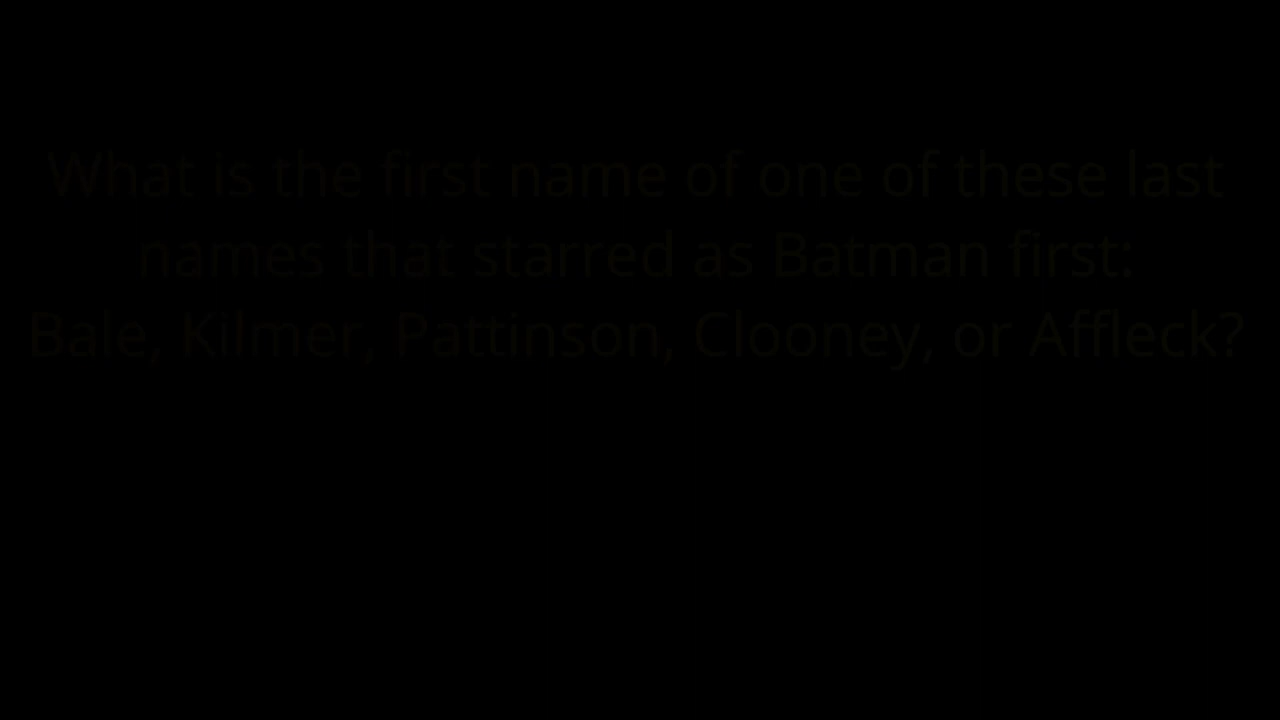 What is the first name of one of these last
names that starred as Batman first:
Bale, Kilmer, Pattinson, Clooney, or Affleck?